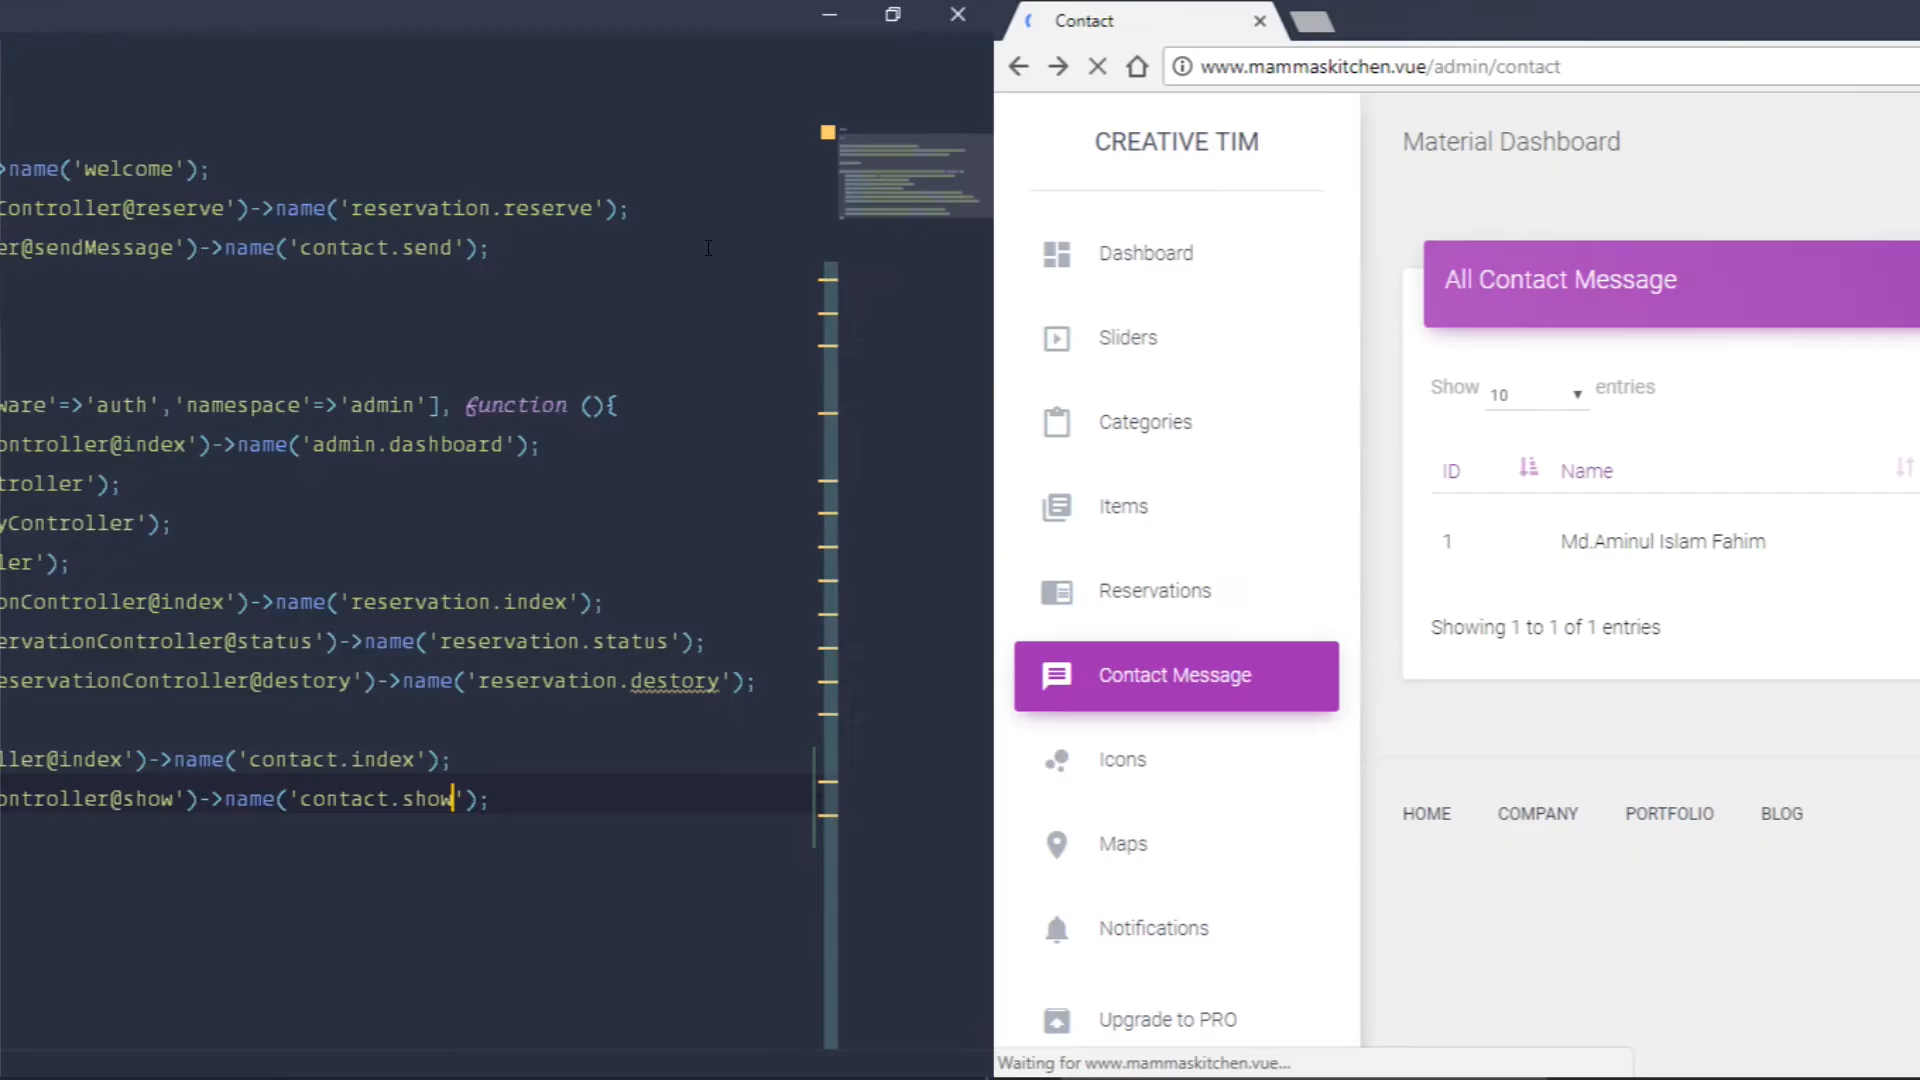 >name('welcome');
Controller@reserve')->name('reservation.reserve');
er@sendMessage')->name('contact.send');
ware'=>'auth','namespace'=>'admin'], function (){
ontroller@index')->name('admin.dashboard');
troller');
yController');
ler');
onController@index')->name('reservation.index');
ervationController@status')->name('reservation.status');
eservationController@destory')->name('reservation.destory');
ller@index')->name('contact.index');
ontroller@show')->name('contact.show');
Contact
www.mammaskitchen.vue/admin/contact
CREATIVE TIM
Dashboard
Sliders
Categories
Items
Reservations
Contact Message
Icons
Maps
Notifications
Upgrade to PRO
Material Dashboard
All Contact Message
Show 10 entries
ID Name
1 Md.Aminul Islam Fahim
Showing 1 to 1 of 1 entries
HOME COMPANY PORTFOLIO BLOG
Waiting for www.mammaskitchen.vue...